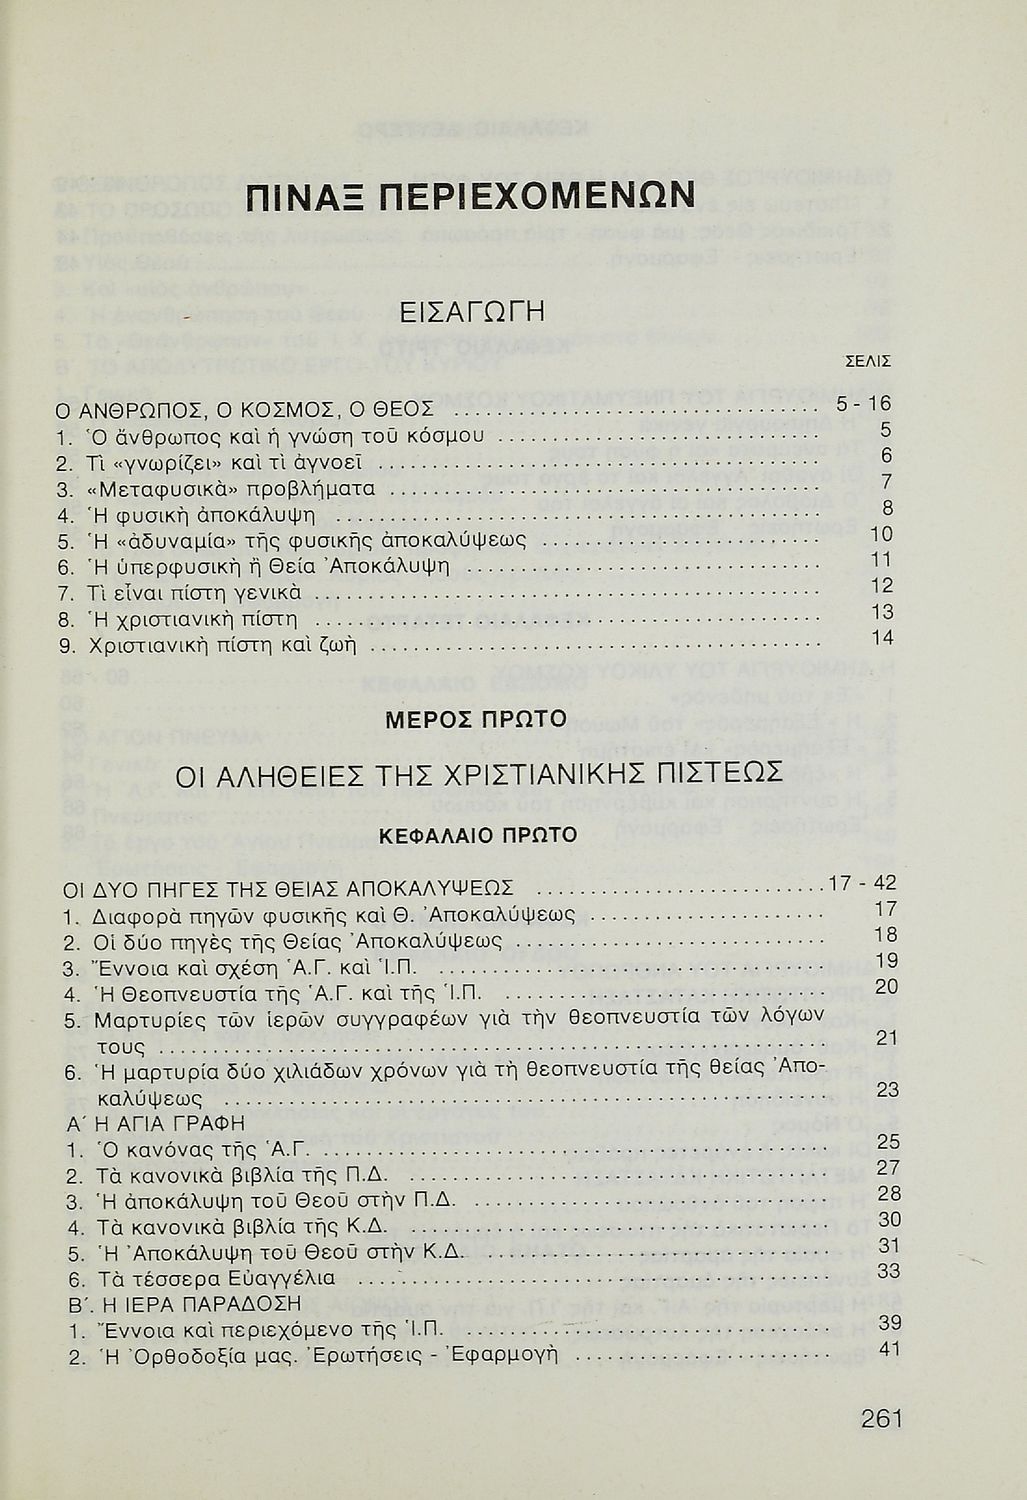 ΠΙΝΑΞ ΠΕΡΙΕΧΟΜΕΝΩΝ
ΕΙΣΑΓΩΓΗ
ΣΕΛΙΣ
Ο ΑΝΘΡΩΠΟΣ, Ο ΚΟΣΜΟΣ, Ο ΘΕΟΣ ........ 5 - 16
1. Ὁ ἄνθρωπος καὶ ἡ γνώση τοῦ κόσμου ........ 5
2. Τὶ «γνωρίζει» καὶ τὶ ἀγνοεῖ ........ 6
3. «Μεταφυσικὰ» προβλήματα ........ 7
4. Ἡ φυσικὴ ἀποκάλυψη ........ 8
5. Ἡ «ἀδυναμία» τῆς φυσικῆς ἀποκαλύψεως ........ 10
6. Ἡ ὑπερφυσικὴ ἢ Θεία Ἀποκάλυψη ........ 11
7. Τὶ εἶναι πίστη γενικὰ ........ 12
8. Ἡ χριστιανικὴ πίστη ........ 13
9. Χριστιανικὴ πίστη καὶ ζωὴ ........ 14
ΜΕΡΟΣ ΠΡΩΤΟ
ΟΙ ΑΛΗΘΕΙΕΣ ΤΗΣ ΧΡΙΣΤΙΑΝΙΚΗΣ ΠΙΣΤΕΩΣ
ΚΕΦΑΛΑΙΟ ΠΡΩΤΟ
ΟΙ ΔΥΟ ΠΗΓΕΣ ΤΗΣ ΘΕΙΑΣ ΑΠΟΚΑΛΥΨΕΩΣ ........ 17 - 42
1. Διαφορὰ πηγῶν φυσικῆς καὶ Θ. Ἀποκαλύψεως ........ 17
2. Οἱ δύο πηγὲς τῆς Θείας Ἀποκαλύψεως ........ 18
3. Ἔννοια καὶ σχέση Ἁ.Γ. καὶ Ἱ.Π. ........ 19
4. Ἡ Θεοπνευστία τῆς Ἁ.Γ. καὶ τῆς Ἱ.Π. ........ 20
5. Μαρτυρίες τῶν ἱερῶν συγγραφέων γιὰ τὴν θεοπνευστία τῶν λόγων
τους ........ 21
6. Ἡ μαρτυρία δύο χιλιάδων χρόνων γιὰ τὴ θεοπνευστία τῆς θείας Ἀπο-
καλύψεως ........ 23
Α΄ Η ΑΓΙΑ ΓΡΑΦΗ
1. Ὁ κανόνας τῆς Ἁ.Γ. ........ 25
2. Τὰ κανονικὰ βιβλία τῆς Π.Δ. ........ 27
3. Ἡ ἀποκάλυψη τοῦ Θεοῦ στὴν Π.Δ. ........ 28
4. Τὰ κανονικὰ βιβλία τῆς Κ.Δ. ........ 30
5. Ἡ Ἀποκάλυψη τοῦ Θεοῦ στὴν Κ.Δ. ........ 31
6. Τὰ τέσσερα Εὐαγγέλια ........ 33
Β΄. Η ΙΕΡΑ ΠΑΡΑΔΟΣΗ
1. Ἔννοια καὶ περιεχόμενο τῆς Ἱ.Π. ........ 39
2. Ἡ Ὀρθοδοξία μας. Ἐρωτήσεις - Ἐφαρμογὴ ........ 41
261